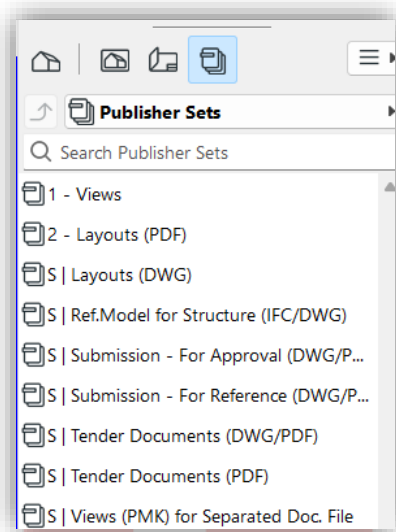 Publisher Sets
Search Publisher Sets
1 - Views
2 - Layouts (PDF)
S | Layouts (DWG)
S | Ref.Model for Structure (IFC/DWG)
S | Submission - For Approval (DWG/P...
S | Submission - For Reference (DWG/P...
S | Tender Documents (DWG/PDF)
S | Tender Documents (PDF)
S | Views (PMK) for Separated Doc. File